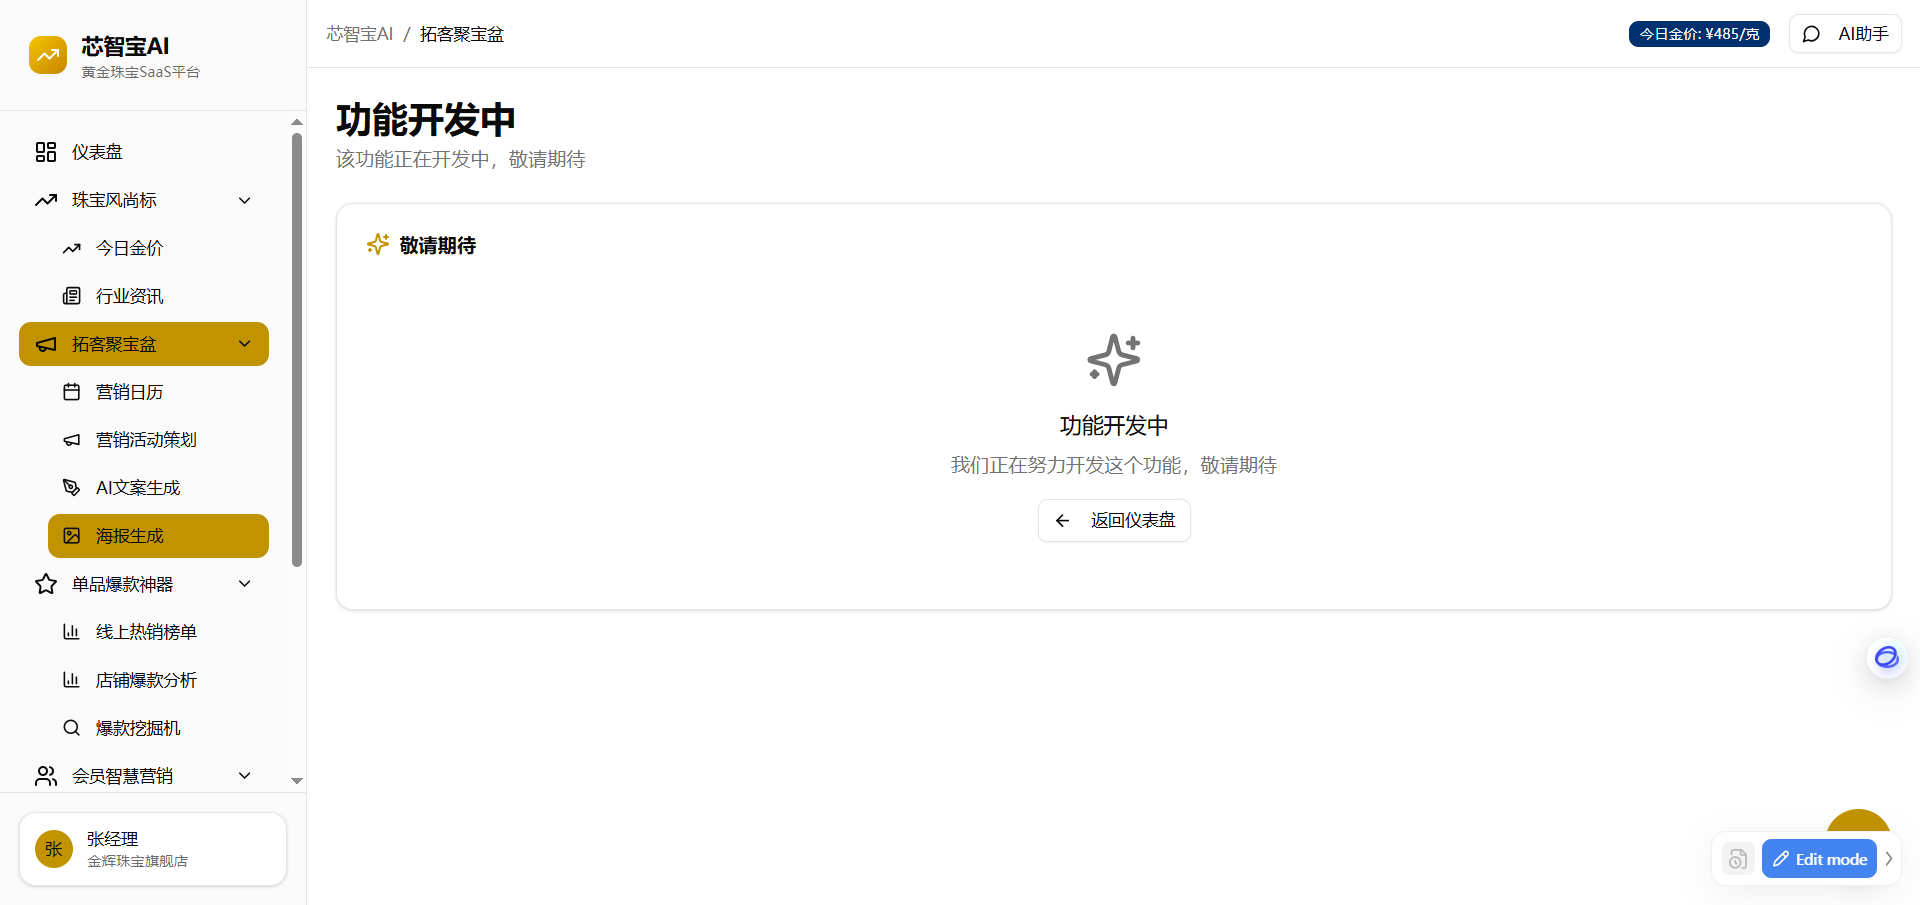 芯智宝AI
黄金珠宝SaaS平台
仪表盘
珠宝风尚标
今日金价
行业资讯
拓客聚宝盆
营销日历
营销活动策划
AI文案生成
海报生成
单品爆款神器
线上热销榜单
店铺爆款分析
爆款挖掘机
会员智慧营销
张
张经理
金辉珠宝旗舰店
芯智宝AI / 拓客聚宝盆
今日金价: ¥485/克
AI助手
功能开发中
该功能正在开发中，敬请期待
敬请期待
功能开发中
我们正在努力开发这个功能，敬请期待
返回仪表盘
Edit mode